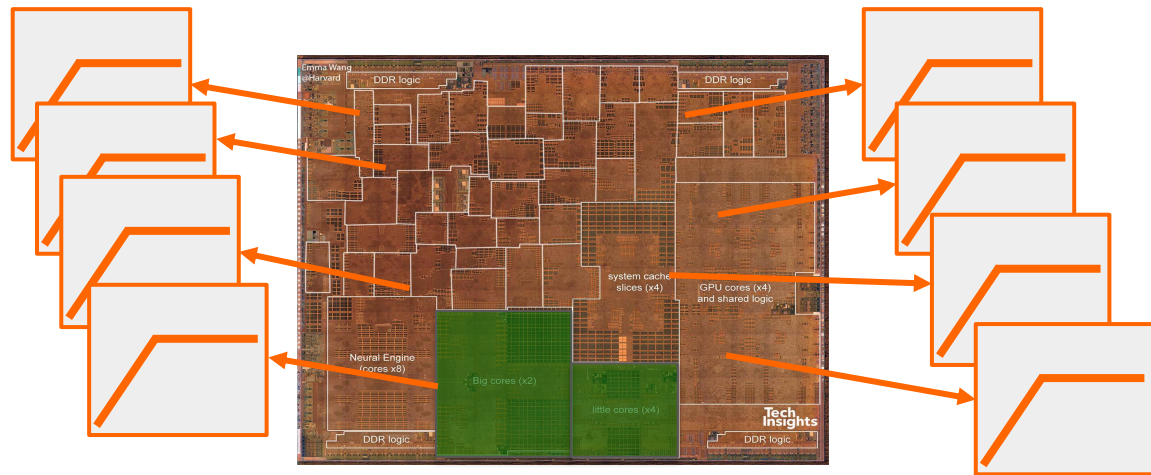 Emma Wang
@Harvard
DDR logic
DDR logic
system cache
slices (x4)
GPU cores (x4)
and shared logic
Neural Engine
(cores x8)
Big cores (x2)
little cores (x4)
Tech
Insights
DDR logic
DDR logic